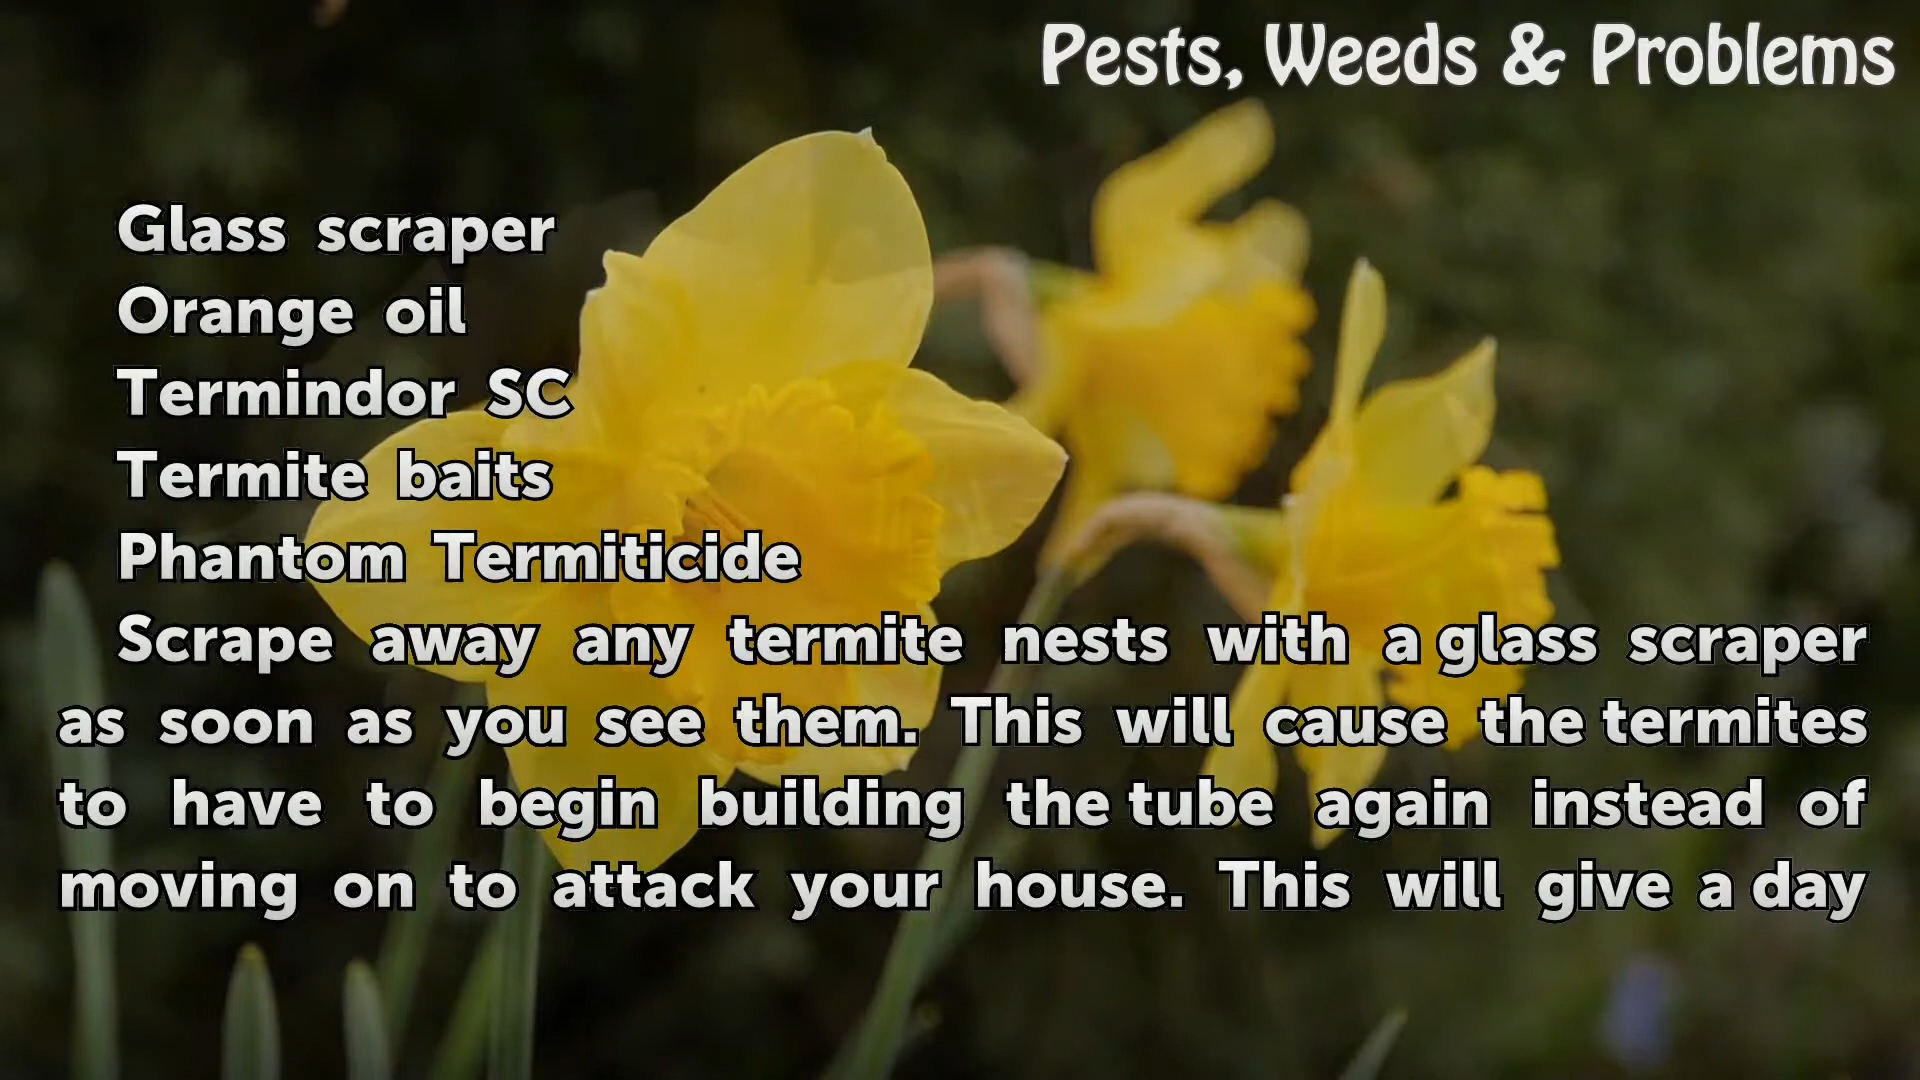 Pests, Weeds & Problems
Glass scraper
Orange oil
Termindor SC
Termite baits
Phantom Termiticide
Scrape away any termite nests with a glass scraper
as soon as you see them. This will cause the termites
to have to begin building the tube again instead of
moving on to attack your house. This will give a day